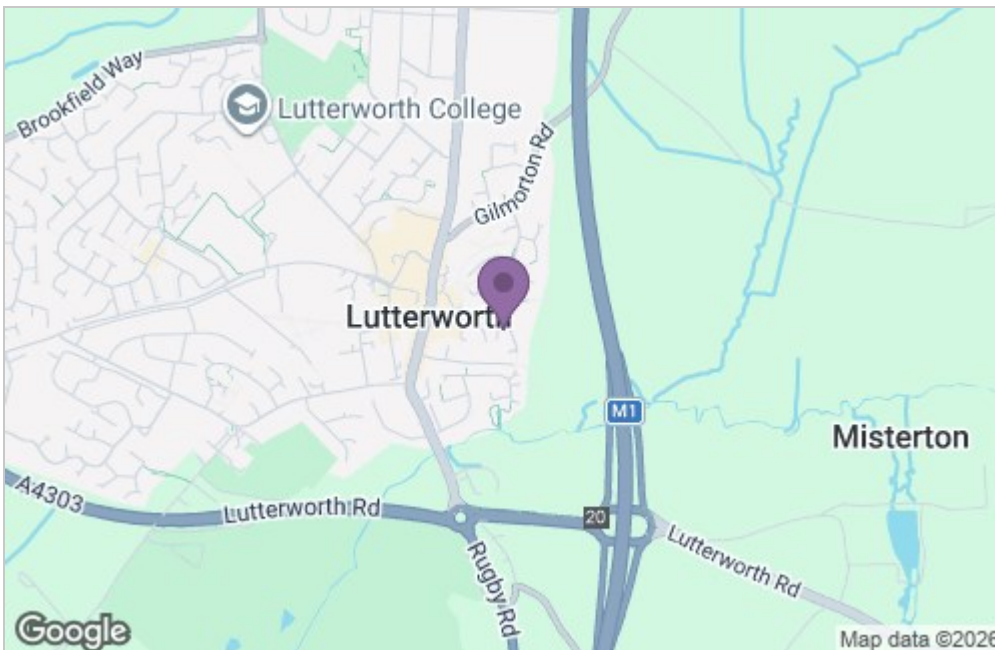 Brookfield Way
Lutterworth College
Gilmorton Rd
Lutterworth
M1
Misterton
A4303
Lutterworth Rd
20
Lutterworth Rd
Rugby Rd
Google
Map data ©2026